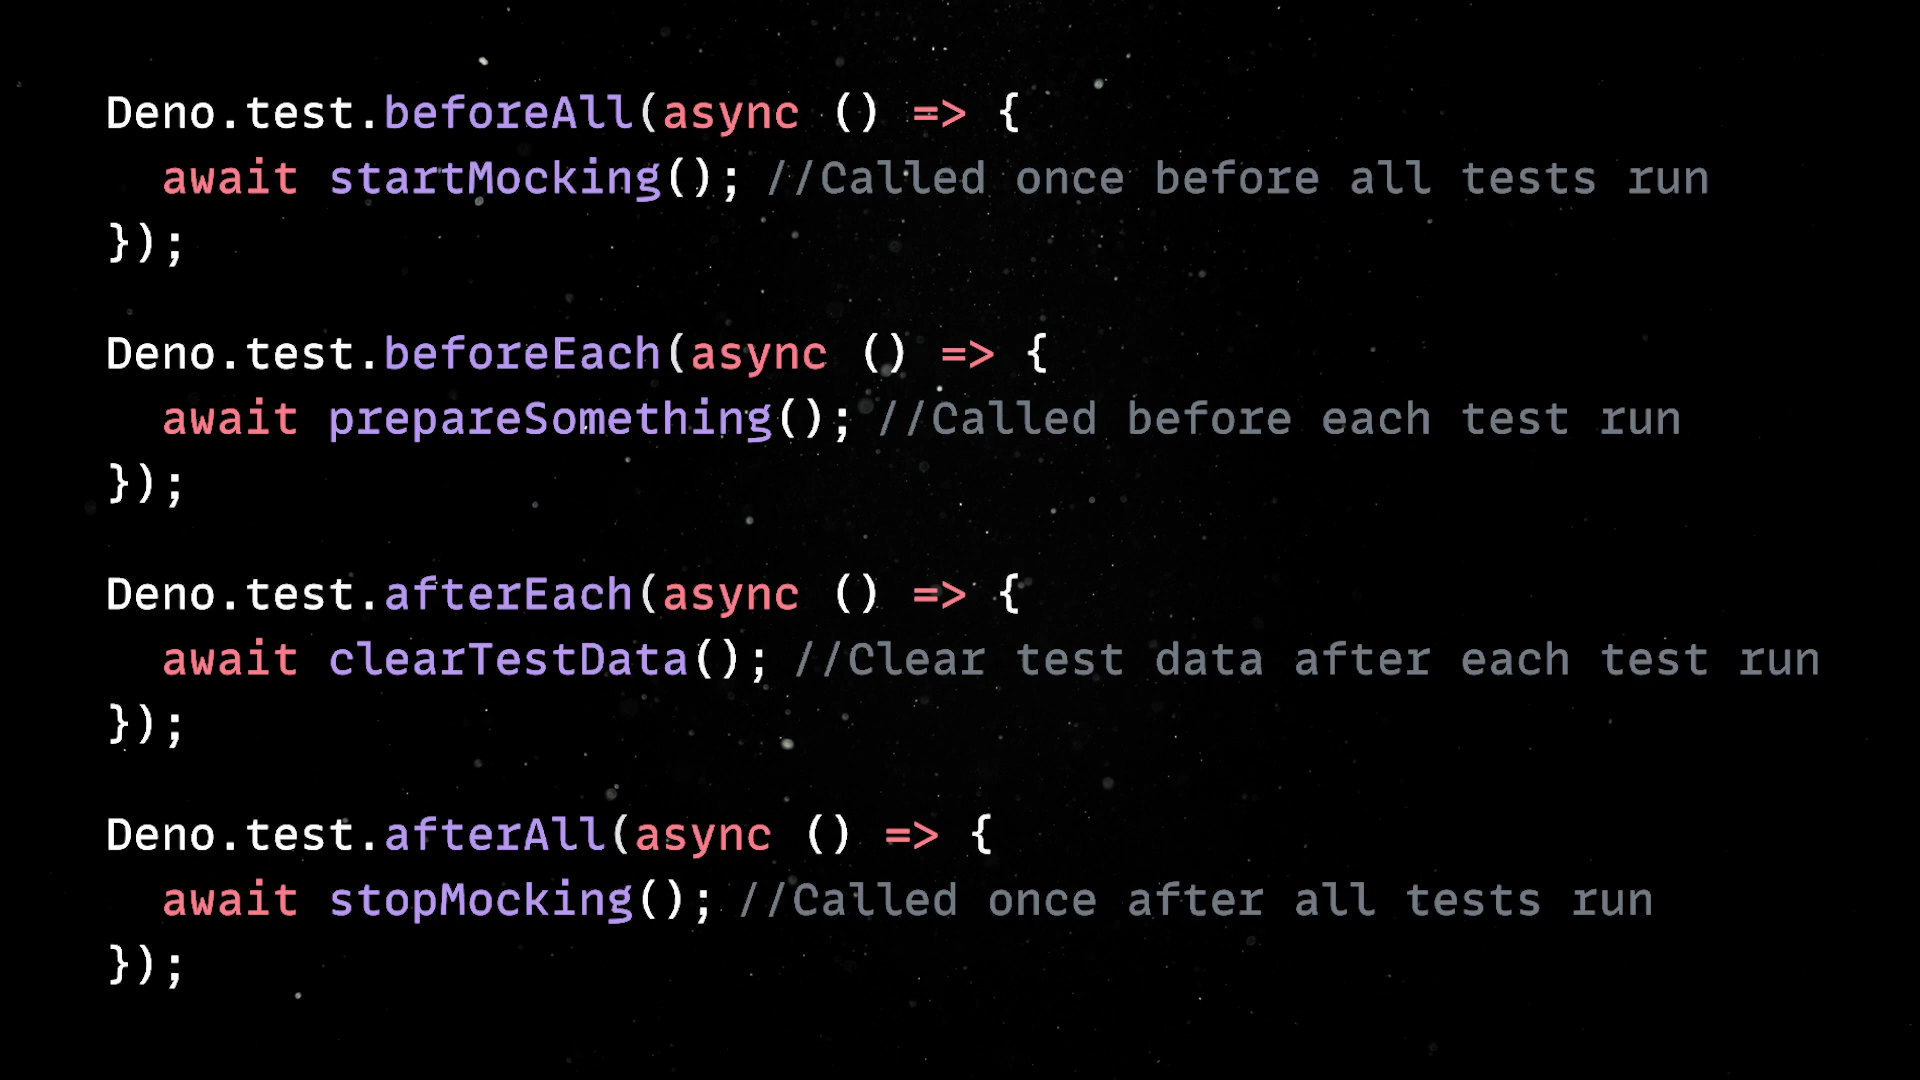 Deno.test.beforeAll(async () => {
  await startMocking(); //Called once before all tests run
});
Deno.test.beforeEach(async () => {
  await prepareSomething(); //Called before each test run
});
Deno.test.afterEach(async () => {
  await clearTestData(); //Clear test data after each test run
});
Deno.test.afterAll(async () => {
  await stopMocking(); //Called once after all tests run
});